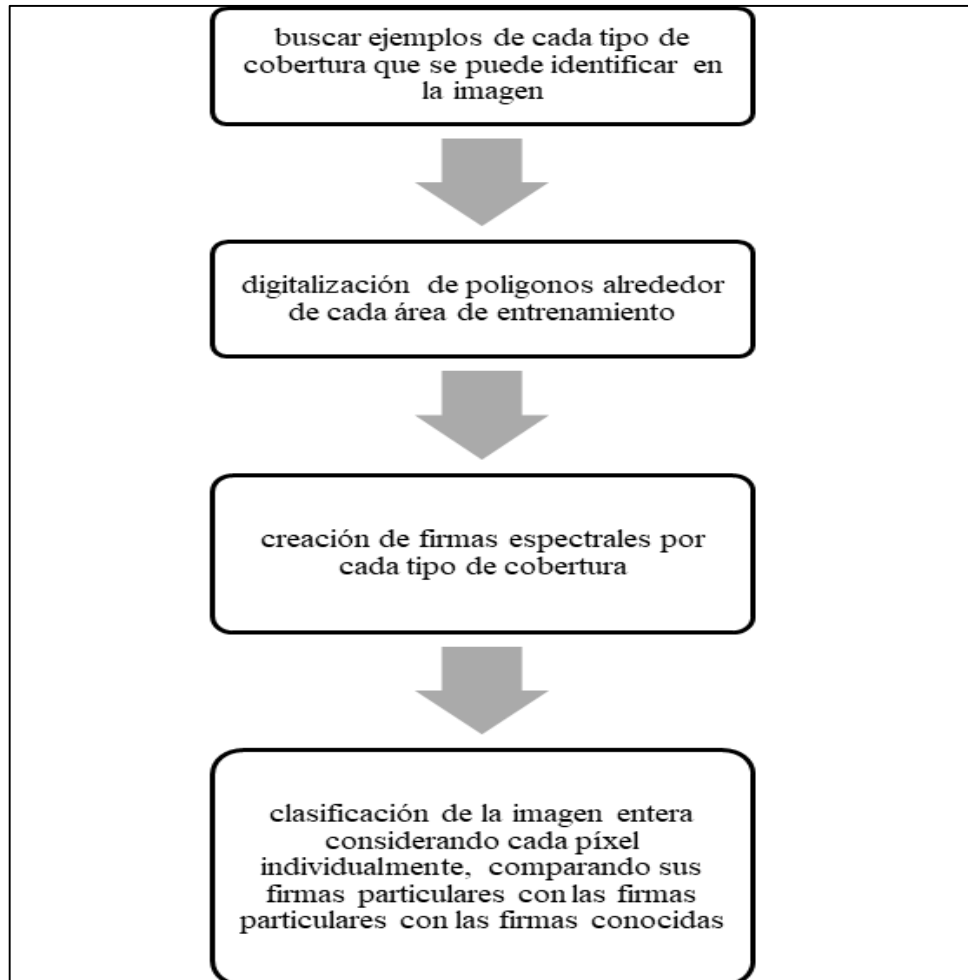 buscar ejemplos de cada tipo de
cobertura que se puede identificar en
la imagen
digitalización de poligonos alrededor
de cada área de entrenamiento
creación de firmas espectrales por
cada tipo de cobertura
clasificación de la imagen entera
considerando cada píxel
individualmente, comparando sus
firmas particulares con las firmas
particulares con las firmas conocidas